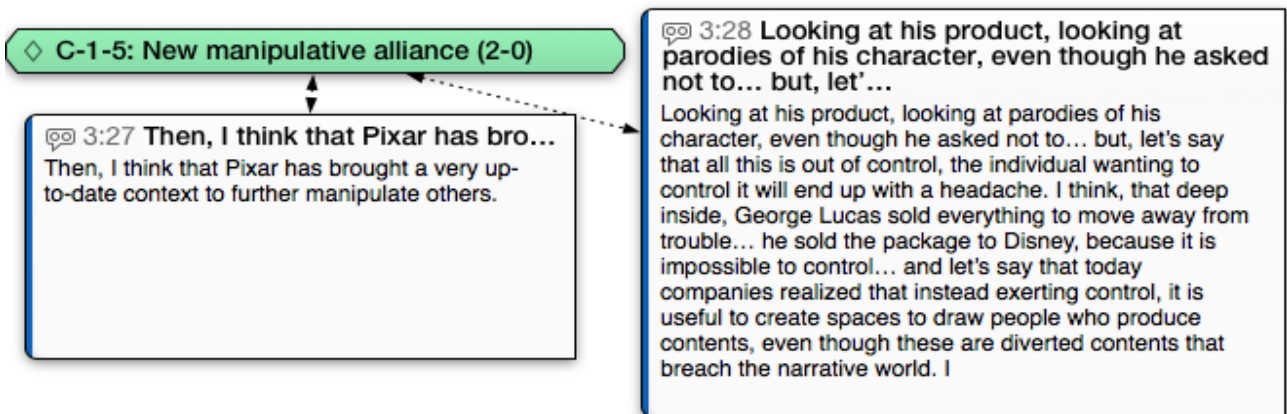 ◇ C-1-5: New manipulative alliance (2-0)
3:27 Then, I think that Pixar has bro…
Then, I think that Pixar has brought a very up-
to-date context to further manipulate others.
3:28 Looking at his product, looking at
parodies of his character, even though he asked
not to… but, let'…
Looking at his product, looking at parodies of his
character, even though he asked not to… but, let's say
that all this is out of control, the individual wanting to
control it will end up with a headache. I think, that deep
inside, George Lucas sold everything to move away from
trouble… he sold the package to Disney, because it is
impossible to control… and let's say that today
companies realized that instead exerting control, it is
useful to create spaces to draw people who produce
contents, even though these are diverted contents that
breach the narrative world. I